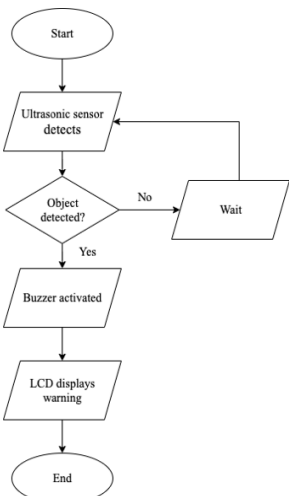 Start
Ultrasonic sensor
detects
Object
detected?
No
Wait
Yes
Buzzer activated
LCD displays
warning
End